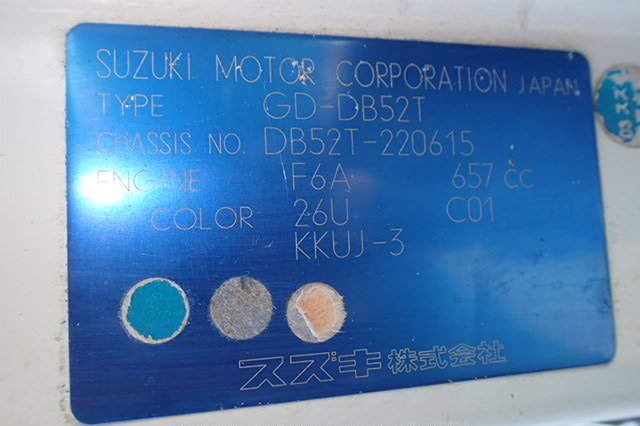 SUZUKI MOTOR CORPORATION JAPAN
TYPE GD-DB52T
CHASSIS NO. DB52T-220615
ENGINE F6A 657 cc
COLOR 26U C01
KKUJ-3
スズキ株式会社